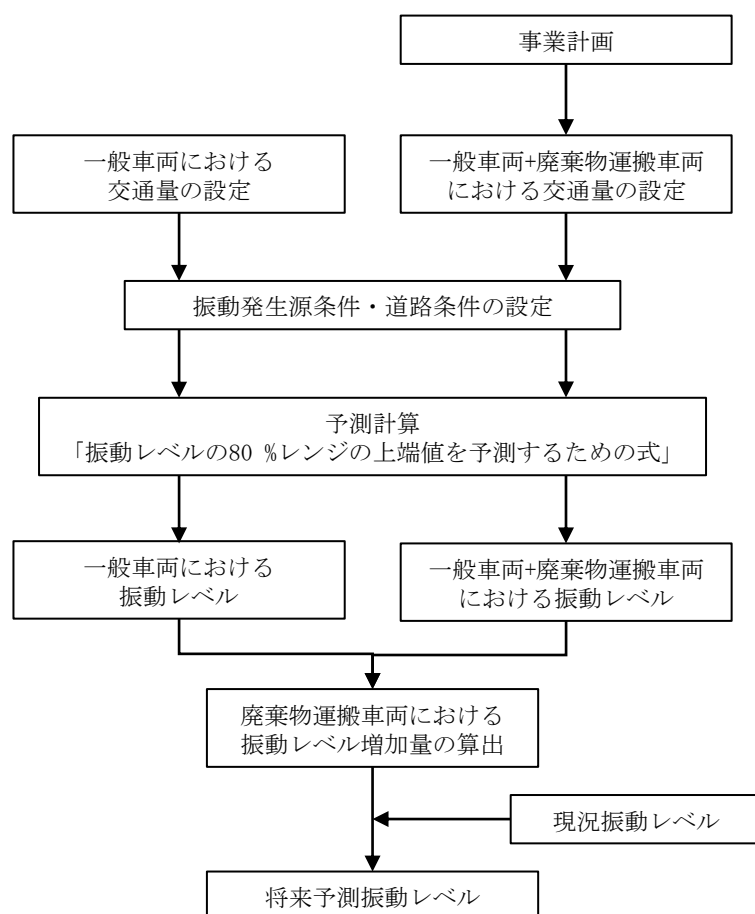 事業計画
一般車両における
交通量の設定
一般車両+廃棄物運搬車両
における交通量の設定
振動発生源条件・道路条件の設定
予測計算
「振動レベルの80 %レンジの上端値を予測するための式」
一般車両における
振動レベル
一般車両+廃棄物運搬車両
における振動レベル
廃棄物運搬車両における
振動レベル増加量の算出
現況振動レベル
将来予測振動レベル